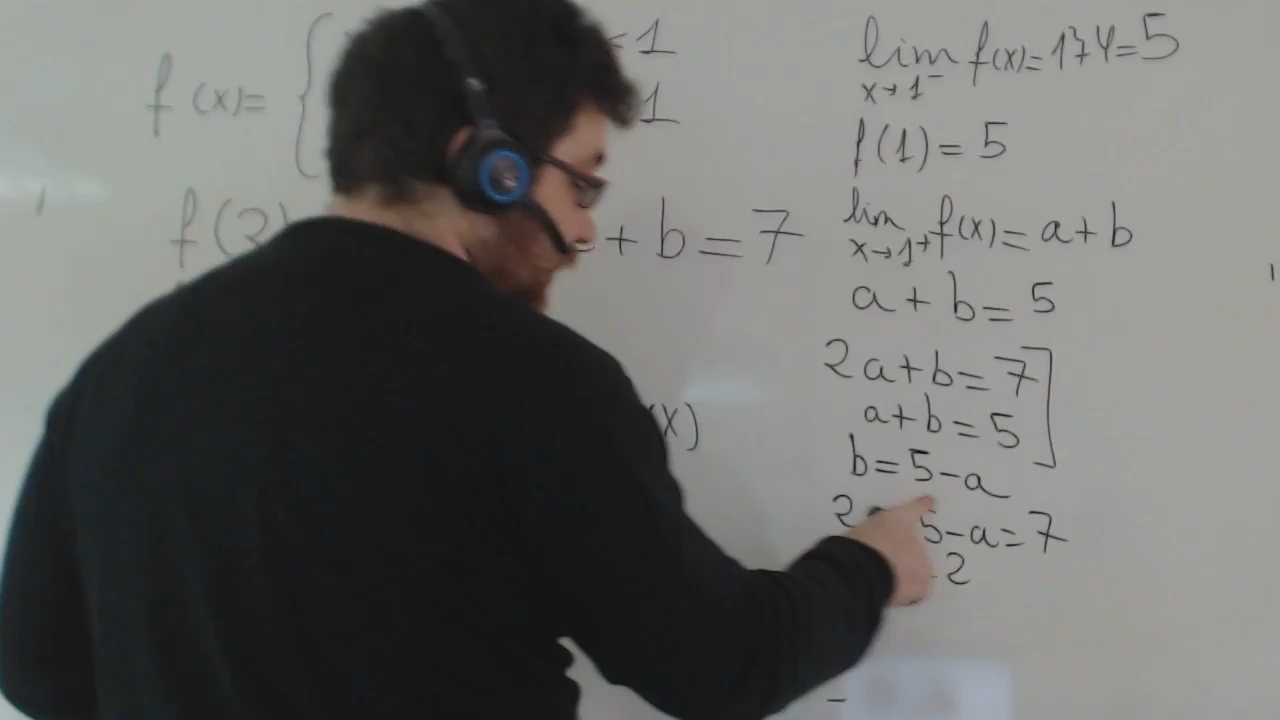 f(x)= { <1
1
f(2) + b = 7
(x)
lim x→1⁻ f(x)=1+4=5
f(1)=5
lim x→1⁺ f(x)=a+b
a+b=5
2a+b=7
a+b=5
b=5-a
2 5-a=7
2